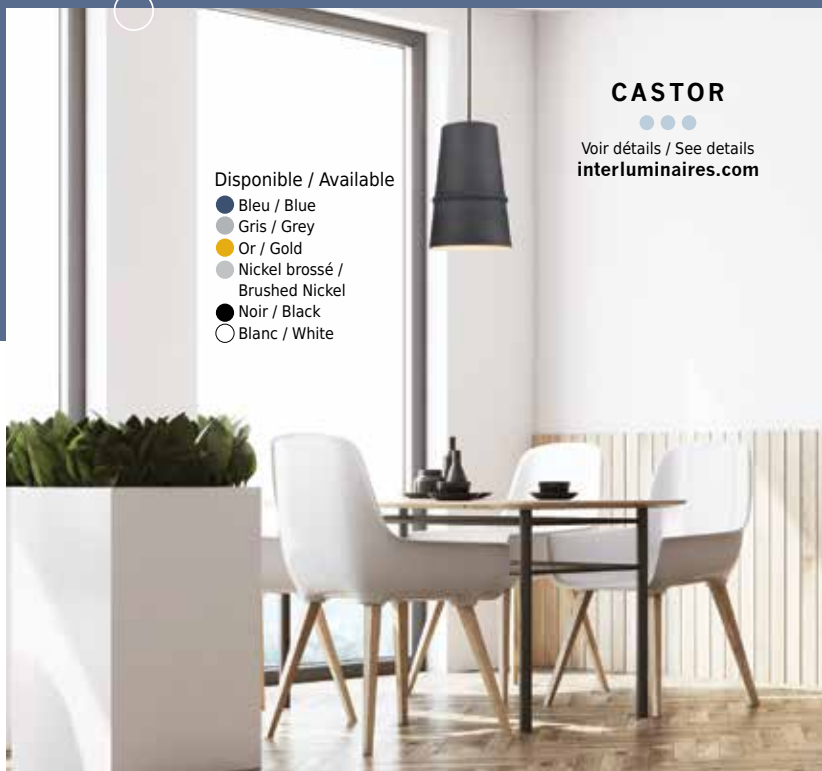 CASTOR
Voir détails / See details
interluminaires.com
Disponible / Available
Bleu / Blue
Gris / Grey
Or / Gold
Nickel brossé /
Brushed Nickel
Noir / Black
Blanc / White